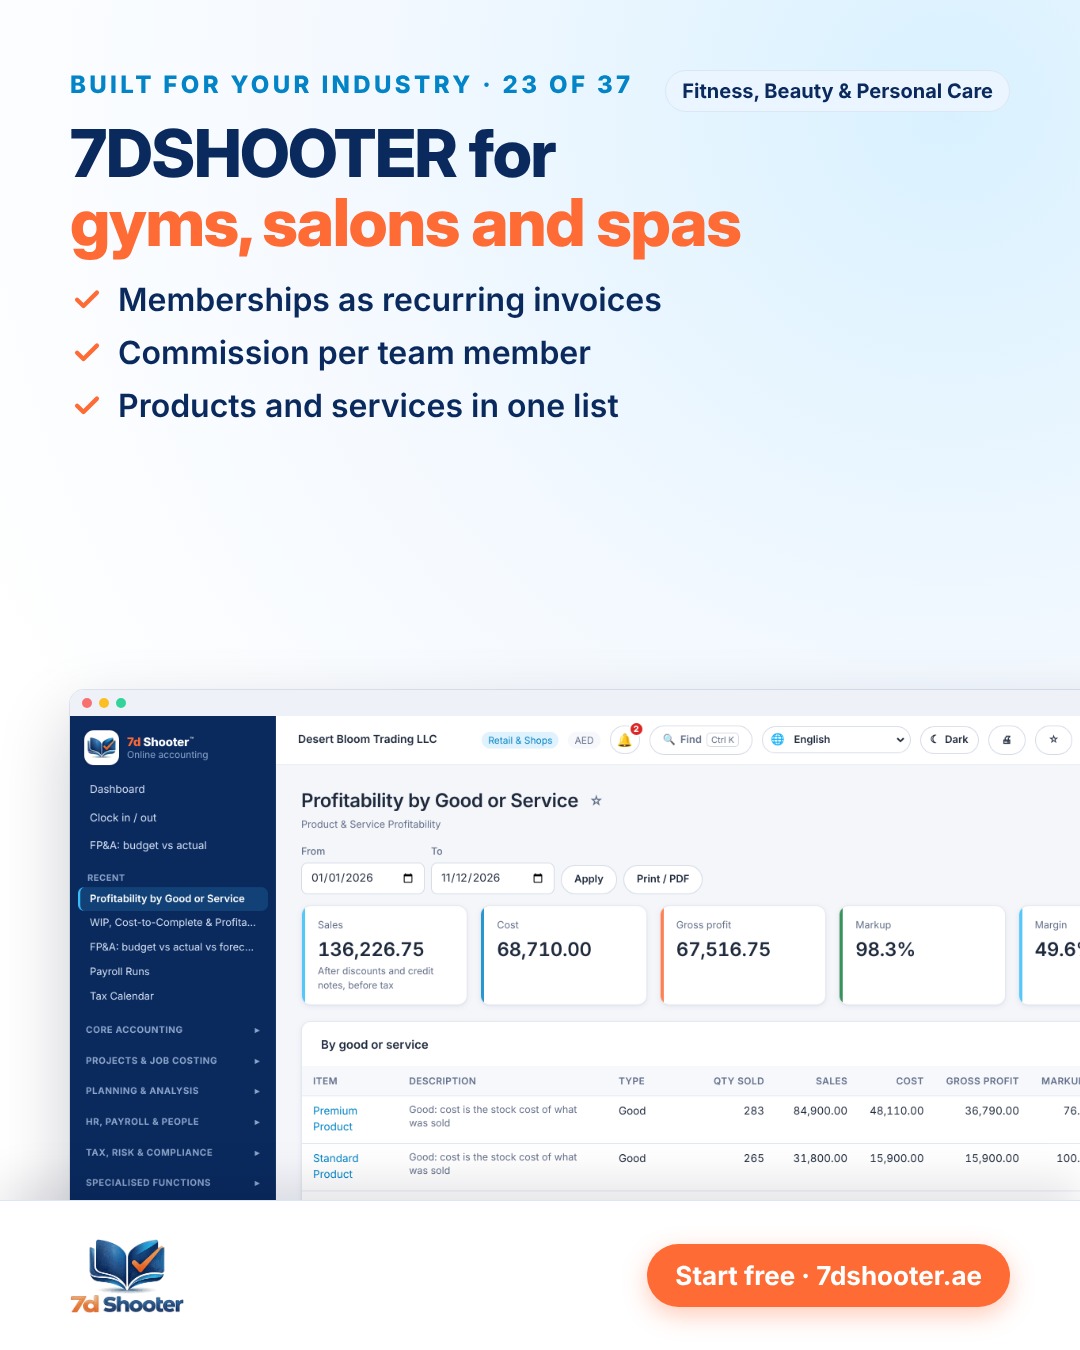 BUILT FOR YOUR INDUSTRY · 23 OF 37
Fitness, Beauty & Personal Care
7DSHOOTER for
gyms, salons and spas
Memberships as recurring invoices
Commission per team member
Products and services in one list
7d Shooter™
Online accounting
Dashboard
Clock in / out
FP&A: budget vs actual
RECENT
Profitability by Good or Service
WIP, Cost-to-Complete & Profita...
FP&A: budget vs actual vs forec...
Payroll Runs
Tax Calendar
CORE ACCOUNTING
PROJECTS & JOB COSTING
PLANNING & ANALYSIS
HR, PAYROLL & PEOPLE
TAX, RISK & COMPLIANCE
SPECIALISED FUNCTIONS
Desert Bloom Trading LLC
Retail & Shops
AED
2
Find Ctrl K
English
Dark
Profitability by Good or Service
Product & Service Profitability
From To
01/01/2026 11/12/2026 Apply Print / PDF
Sales Cost Gross profit Markup Margin
136,226.75 68,710.00 67,516.75 98.3% 49.6%
After discounts and credit
notes, before tax
By good or service
ITEM DESCRIPTION TYPE QTY SOLD SALES COST GROSS PROFIT MARKU
Premium Good: cost is the stock cost of what Good 283 84,900.00 48,110.00 36,790.00 76.
Product was sold
Standard Good: cost is the stock cost of what Good 265 31,800.00 15,900.00 15,900.00 100.
Product was sold
7d Shooter
Start free · 7dshooter.ae